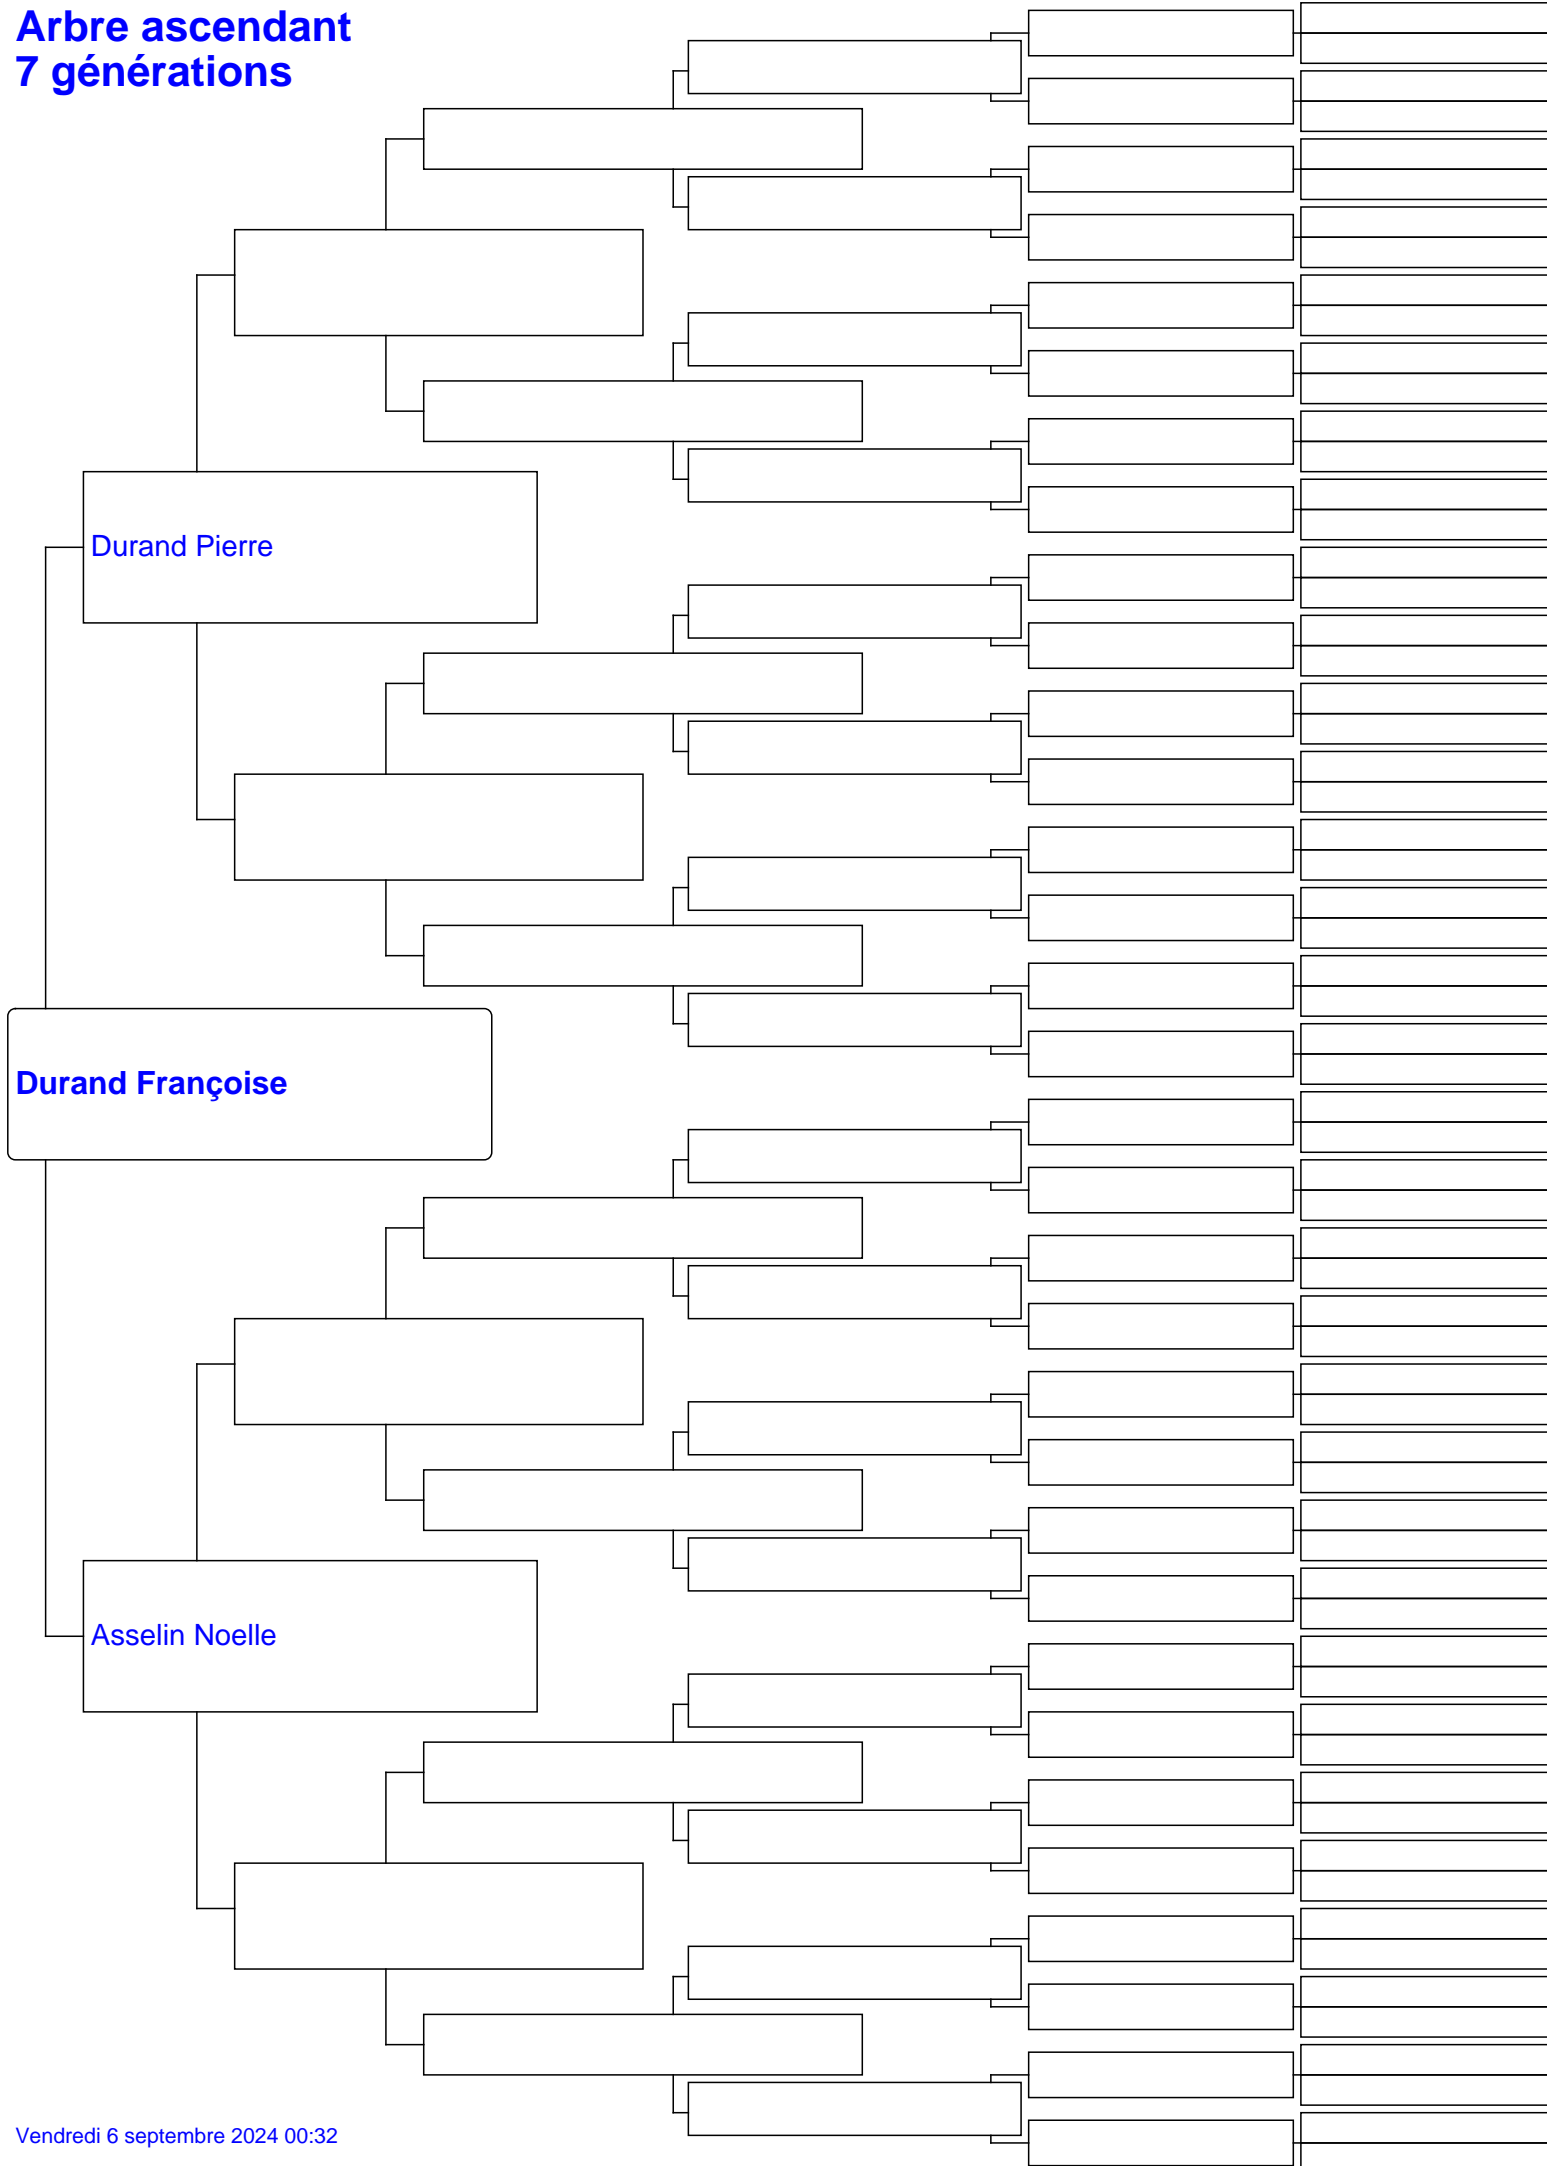 Arbre ascendant
7 générations
Durand Pierre
Durand Françoise
Asselin Noelle
Vendredi 6 septembre 2024 00:32